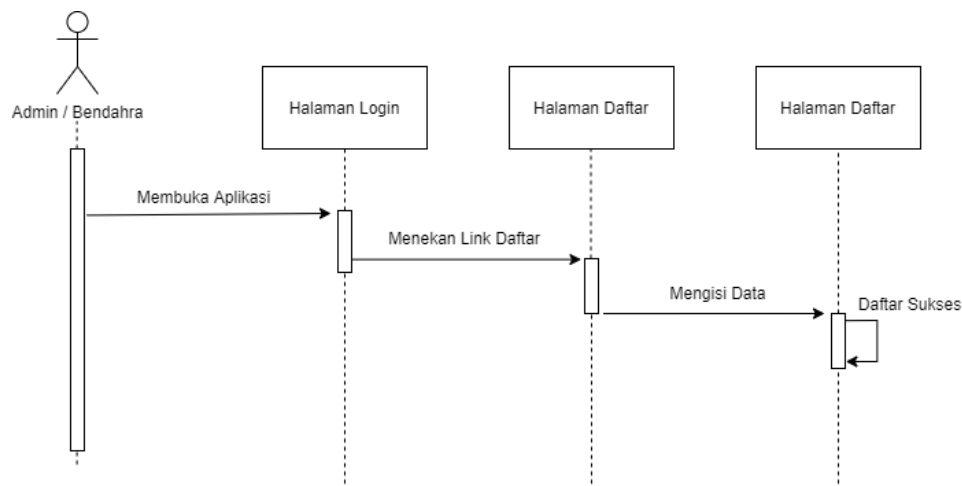 Admin / Bendahra
Halaman Login
Halaman Daftar
Halaman Daftar
Membuka Aplikasi
Menekan Link Daftar
Mengisi Data
Daftar Sukses